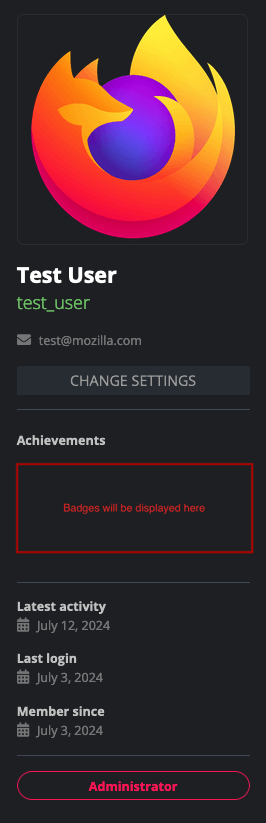 Test User
test_user
test@mozilla.com
CHANGE SETTINGS
Achievements
Badges will be displayed here
Latest activity
July 12, 2024
Last login
July 3, 2024
Member since
July 3, 2024
Administrator